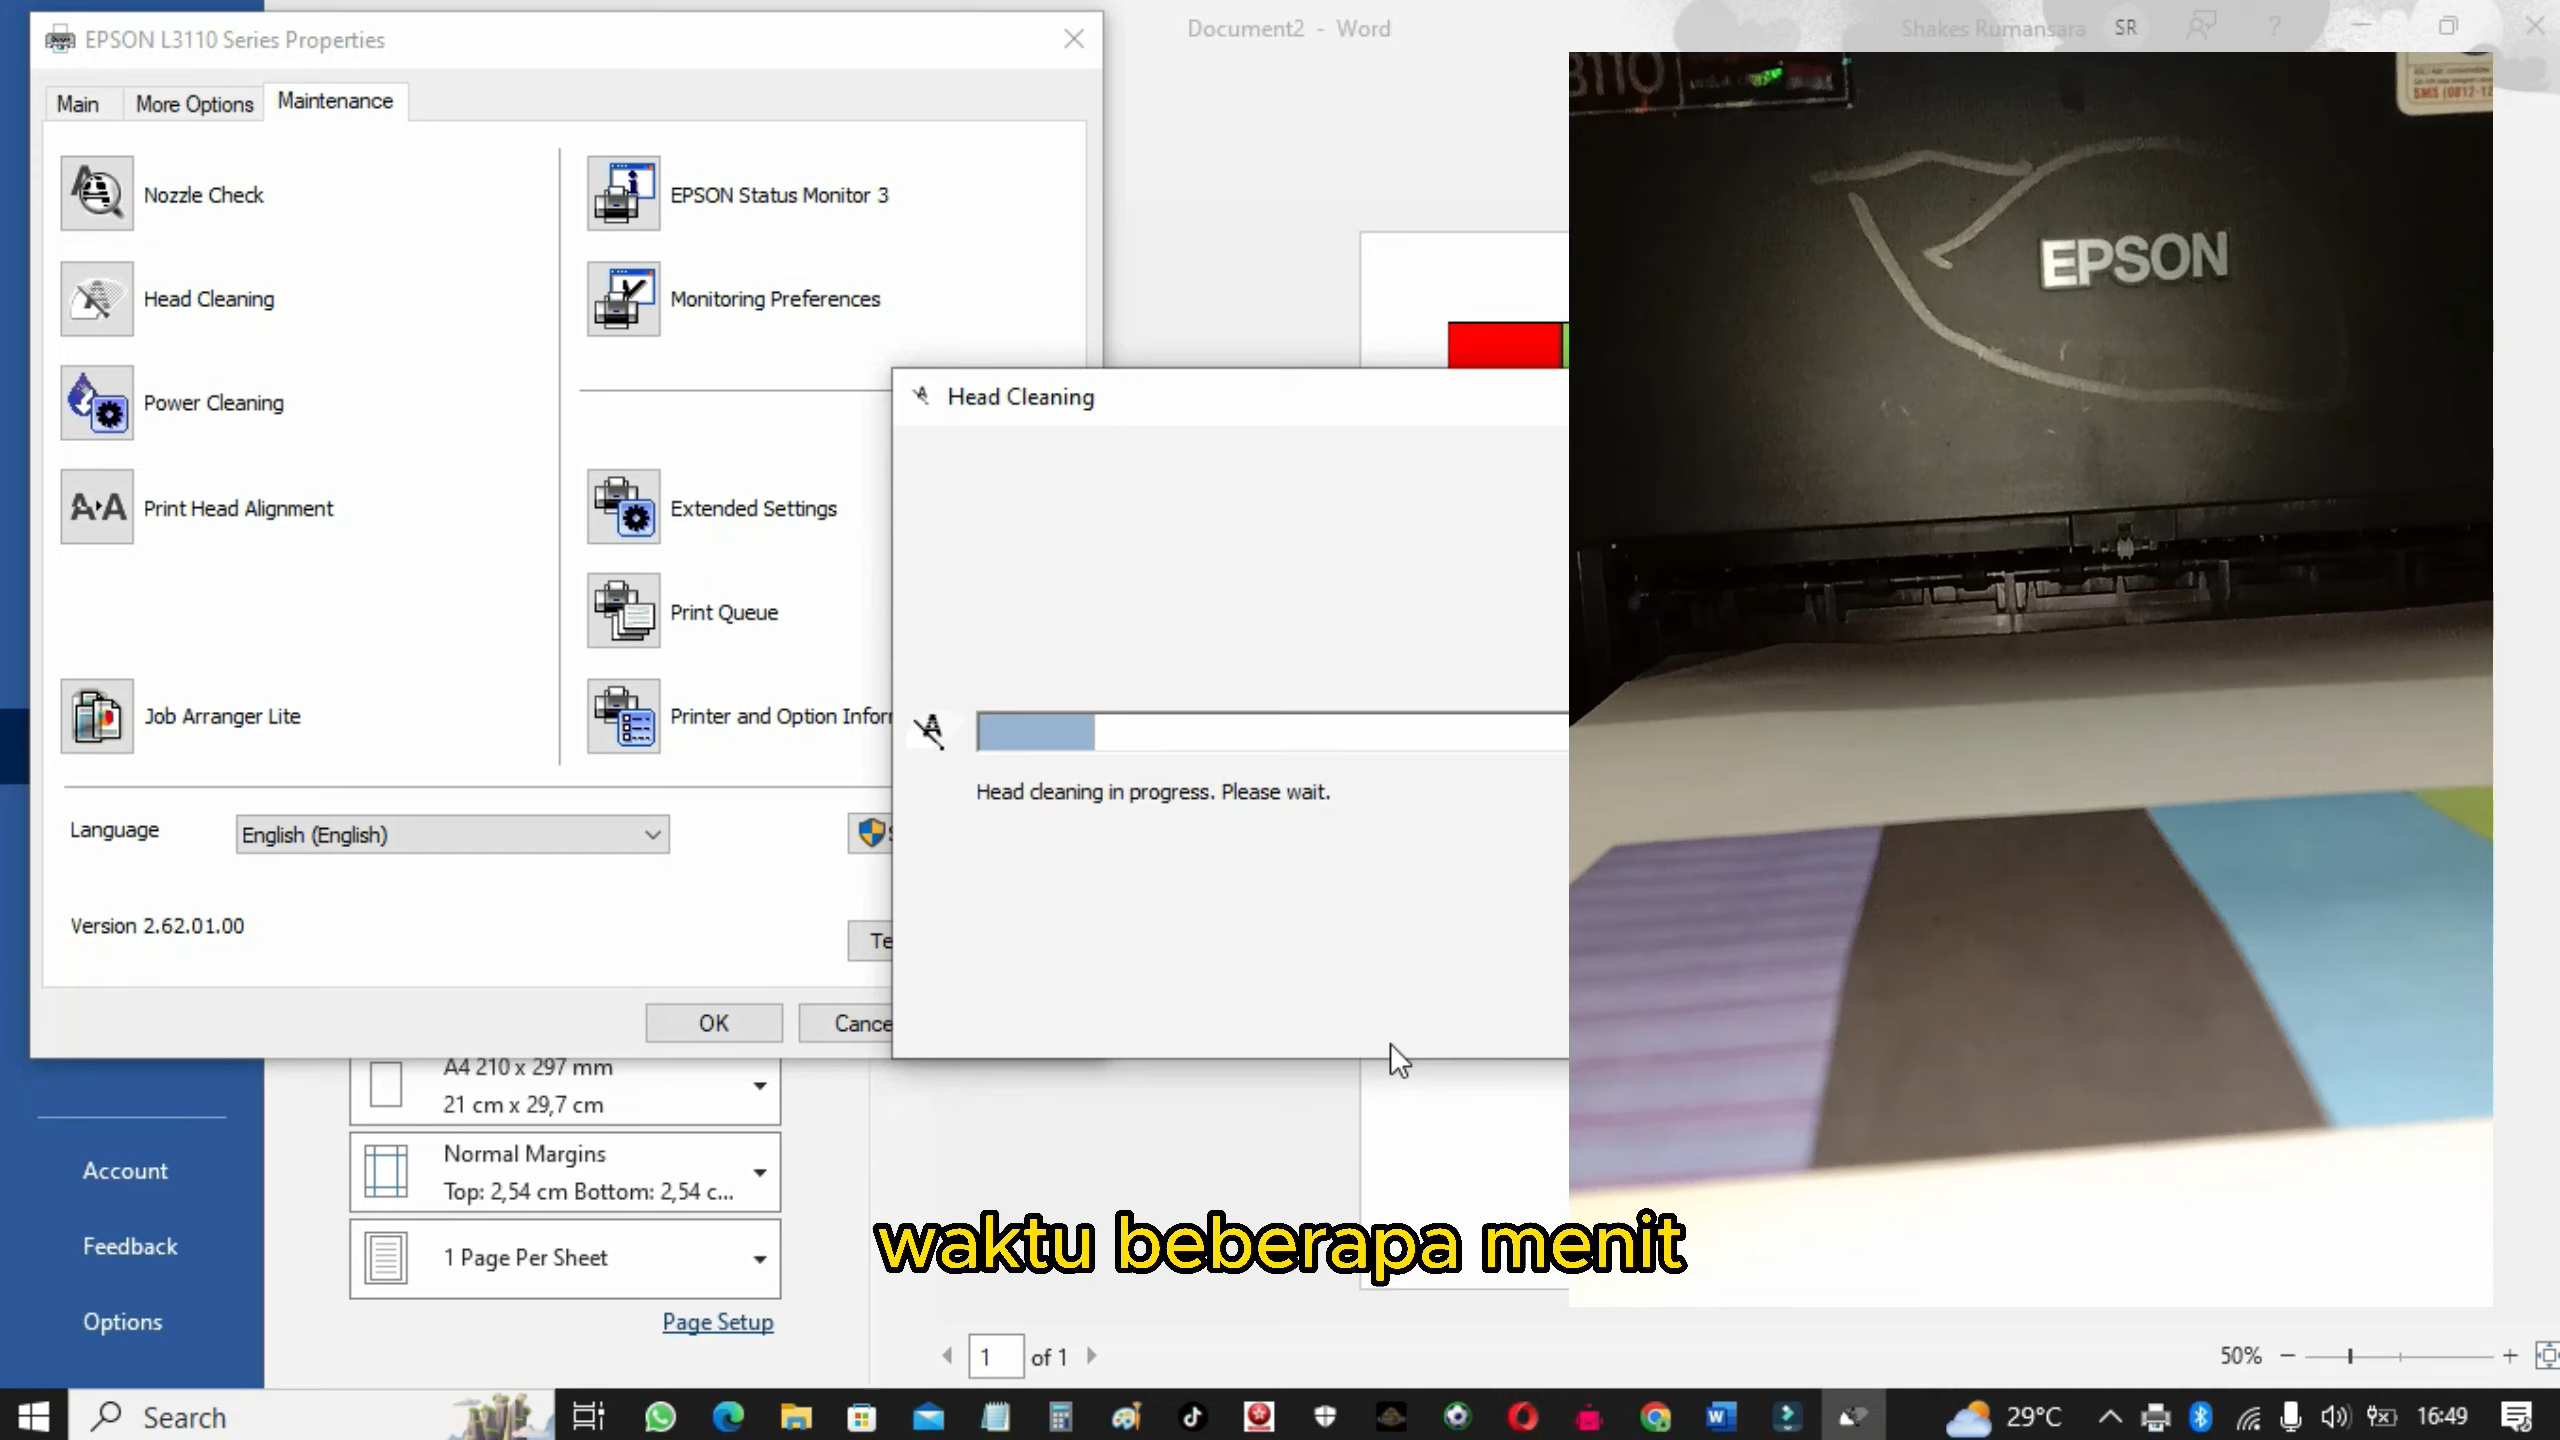 EPSON L3110 Series Properties
Document2 - Word
Shakes Rumansara
SR
?
Main
More Options
Maintenance
Nozzle Check
Head Cleaning
Power Cleaning
Print Head Alignment
Job Arranger Lite
EPSON Status Monitor 3
Monitoring Preferences
Extended Settings
Print Queue
Printer and Option Infor
Language
English (English)
Version 2.62.01.00
Te
OK
Cance
Head Cleaning
Head cleaning in progress. Please wait.
3110
SMS (0812-12
EPSON
A4 210 x 297 mm
21 cm x 29,7 cm
Normal Margins
Top: 2,54 cm Bottom: 2,54 c...
1 Page Per Sheet
Page Setup
Account
Feedback
Options
waktu beberapa menit
1 of 1
50%
Search
29°C
16:49